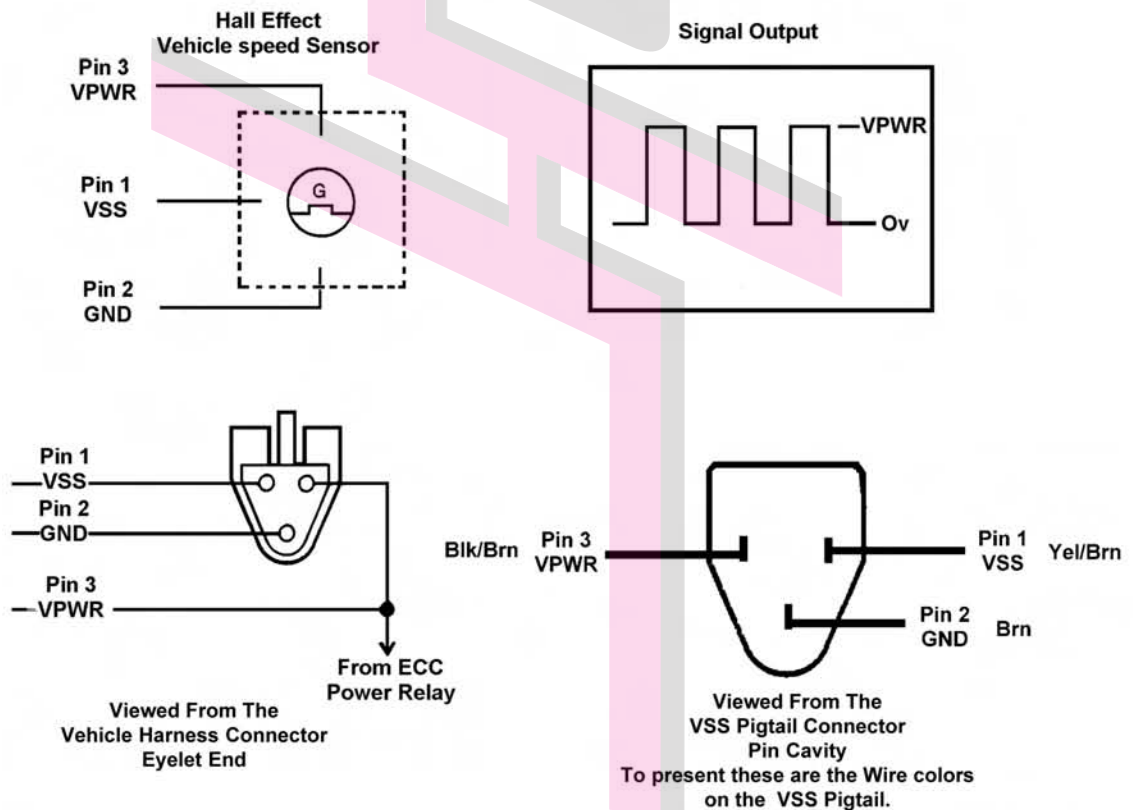 Hall Effect
Vehicle speed Sensor
Pin 3
VPWR
Pin 1
VSS
Pin 2
GND
G
Signal Output
VPWR
Ov
Pin 1
VSS
Pin 2
GND
Pin 3
VPWR
From ECC
Power Relay
Viewed From The
Vehicle Harness Connector
Eyelet End
Blk/Brn
Pin 3
VPWR
Pin 1
VSS
Yel/Brn
Pin 2
GND
Brn
Viewed From The
VSS Pigtail Connector
Pin Cavity
To present these are the Wire colors
on the VSS Pigtail.